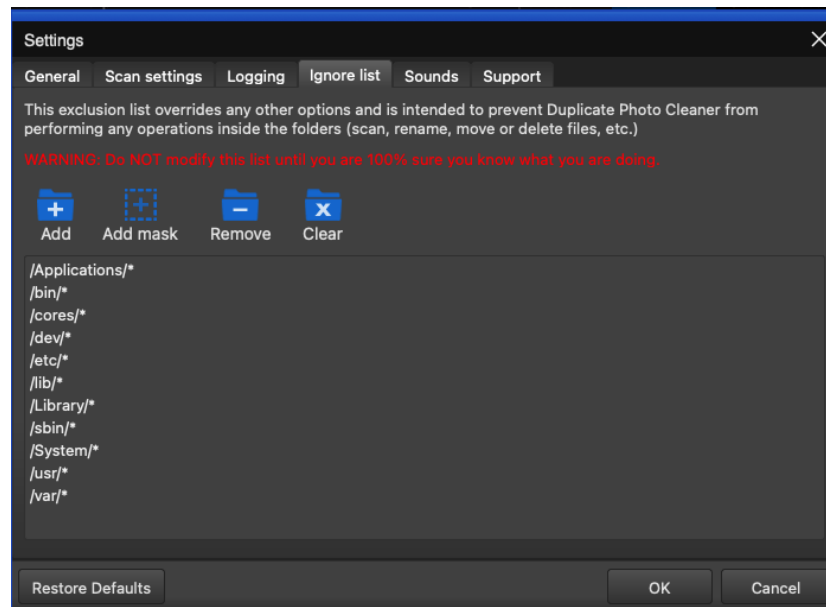 Settings
General Scan settings Logging Ignore list Sounds Support
This exclusion list overrides any other options and is intended to prevent Duplicate Photo Cleaner from
performing any operations inside the folders (scan, rename, move or delete files, etc.)
WARNING: Do NOT modify this list until you are 100% sure you know what you are doing.
Add Add mask Remove Clear
/Applications/*
/bin/*
/cores/*
/dev/*
/etc/*
/lib/*
/Library/*
/sbin/*
/System/*
/usr/*
/var/*
Restore Defaults OK Cancel